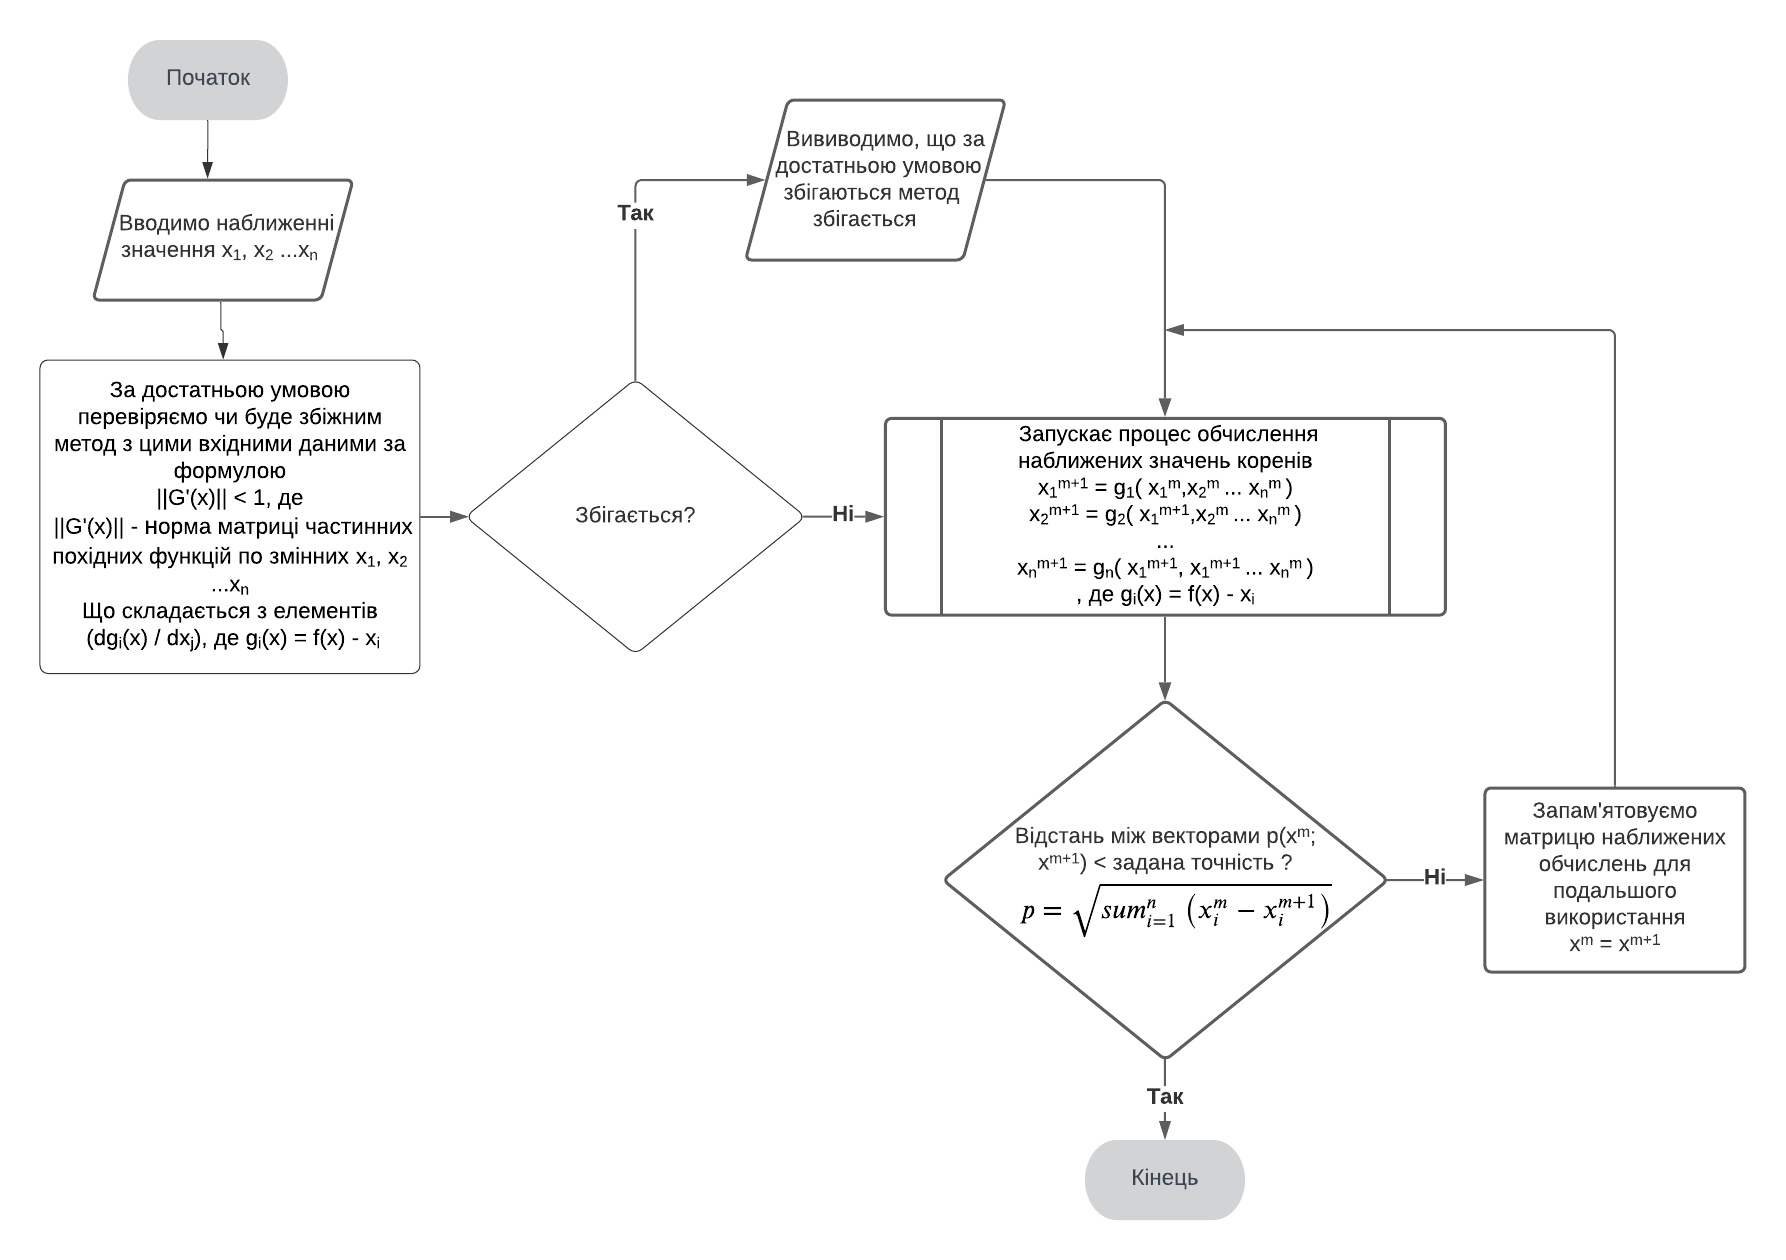 Початок
Вводимо наближенні
значення x₁, x₂ ...xₙ
За достатньою умовою
перевіряємо чи буде збіжним
метод з цими вхідними даними за
формулою
||G'(x)|| < 1, де
||G'(x)|| - норма матриці частинних
похідних функцій по змінних x₁, x₂
...xₙ
Що складається з елементів
(dgᵢ(x) / dxⱼ), де gᵢ(x) = f(x) - xᵢ
Збігається?
Так
Вививодимо, що за
достатньою умовою
збігаються метод
збігається
Ні
Запускає процес обчислення
наближених значень коренів
x₁ᵐ⁺¹ = g₁( x₁ᵐ,x₂ᵐ ... xₙᵐ )
x₂ᵐ⁺¹ = g₂( x₁ᵐ⁺¹,x₂ᵐ ... xₙᵐ )
...
xₙᵐ⁺¹ = gₙ( x₁ᵐ⁺¹, x₁ᵐ⁺¹ ... xₙᵐ )
, де gᵢ(x) = f(x) - xᵢ
Відстань між векторами p(xᵐ;
xᵐ⁺¹) < задана точність ?
p = √(sumⁿᵢ₌₁ (xᵢᵐ − xᵢᵐ⁺¹))
Ні
Запам'ятовуємо
матрицю наближених
обчислень для
подальшого
використання
xᵐ = xᵐ⁺¹
Так
Кінець